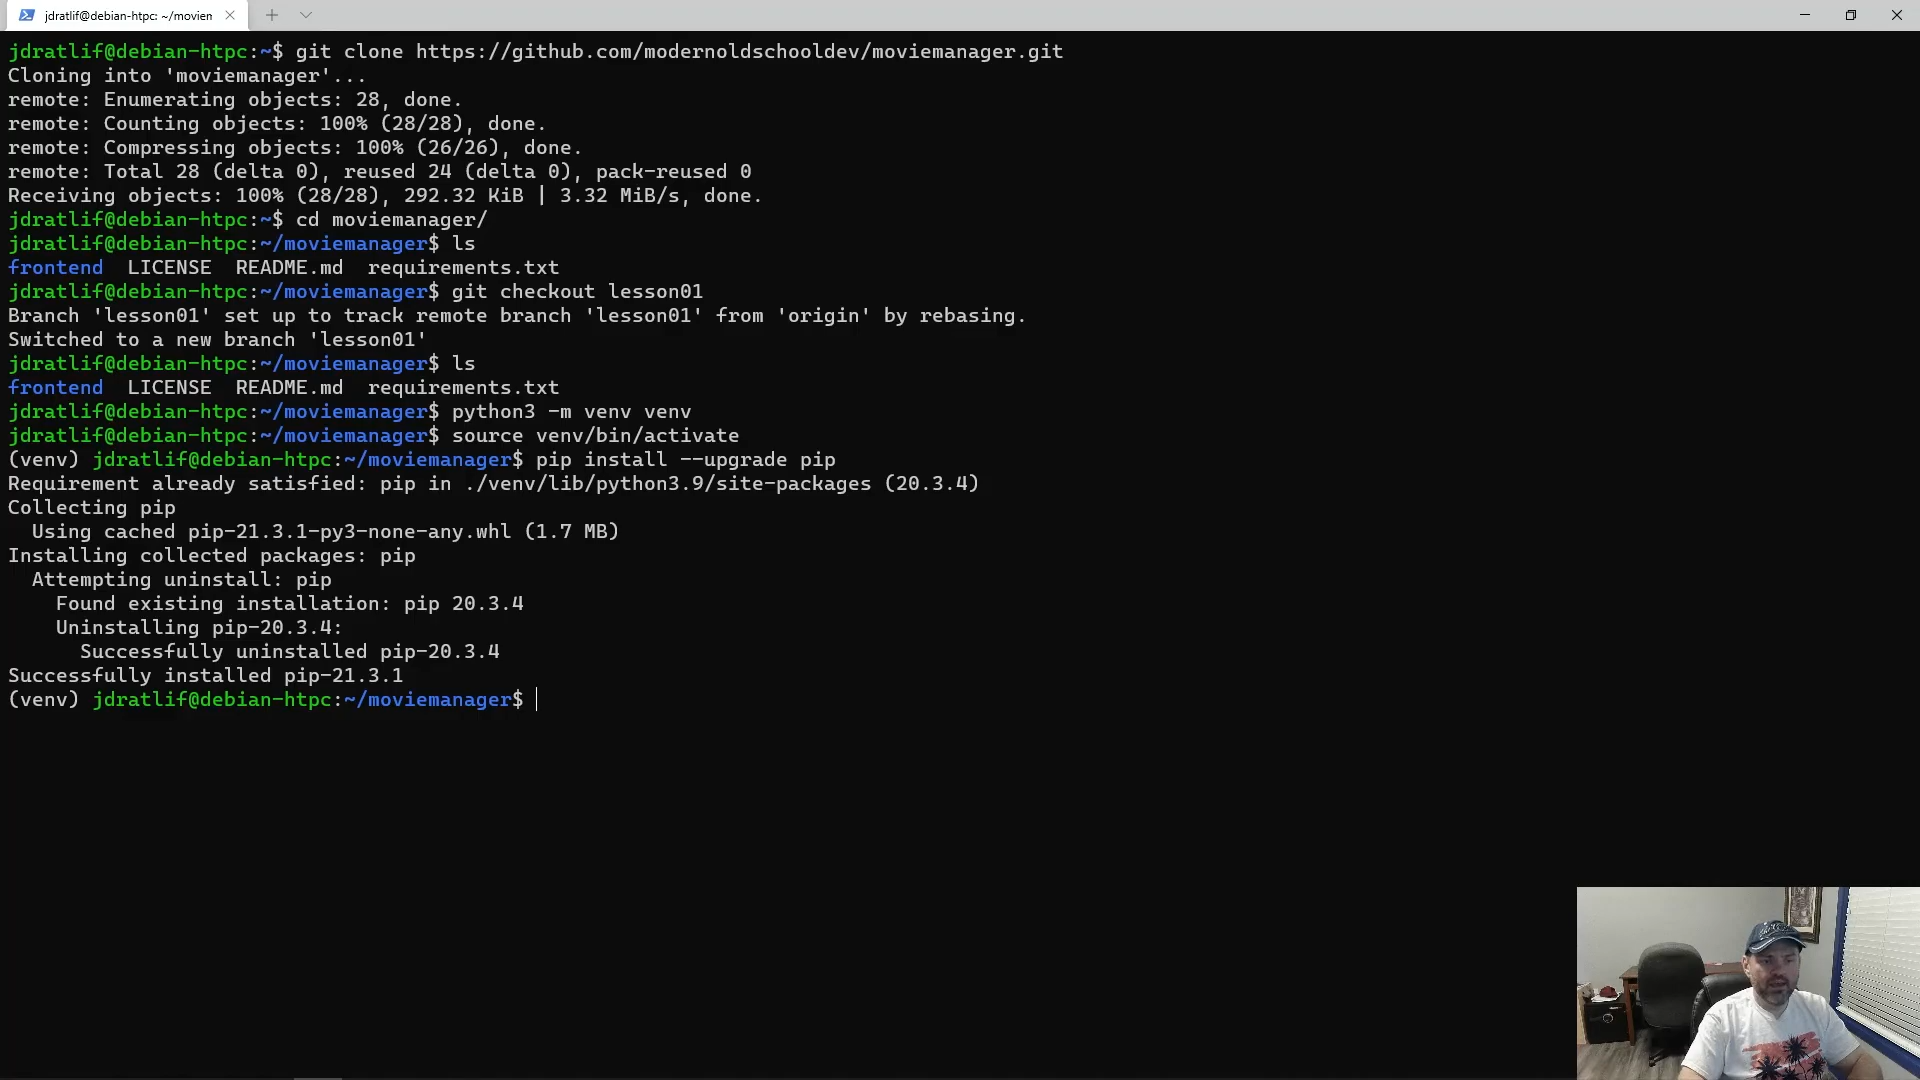 jdratlif@debian-htpc: ~/movien
jdratlif@debian-htpc:~$ git clone https://github.com/modernoldschooldev/moviemanager.git
Cloning into 'moviemanager'...
remote: Enumerating objects: 28, done.
remote: Counting objects: 100% (28/28), done.
remote: Compressing objects: 100% (26/26), done.
remote: Total 28 (delta 0), reused 24 (delta 0), pack-reused 0
Receiving objects: 100% (28/28), 292.32 KiB | 3.32 MiB/s, done.
jdratlif@debian-htpc:~$ cd moviemanager/
jdratlif@debian-htpc:~/moviemanager$ ls
frontend  LICENSE  README.md  requirements.txt
jdratlif@debian-htpc:~/moviemanager$ git checkout lesson01
Branch 'lesson01' set up to track remote branch 'lesson01' from 'origin' by rebasing.
Switched to a new branch 'lesson01'
jdratlif@debian-htpc:~/moviemanager$ ls
frontend  LICENSE  README.md  requirements.txt
jdratlif@debian-htpc:~/moviemanager$ python3 -m venv venv
jdratlif@debian-htpc:~/moviemanager$ source venv/bin/activate
(venv) jdratlif@debian-htpc:~/moviemanager$ pip install --upgrade pip
Requirement already satisfied: pip in ./venv/lib/python3.9/site-packages (20.3.4)
Collecting pip
  Using cached pip-21.3.1-py3-none-any.whl (1.7 MB)
Installing collected packages: pip
  Attempting uninstall: pip
    Found existing installation: pip 20.3.4
    Uninstalling pip-20.3.4:
      Successfully uninstalled pip-20.3.4
Successfully installed pip-21.3.1
(venv) jdratlif@debian-htpc:~/moviemanager$